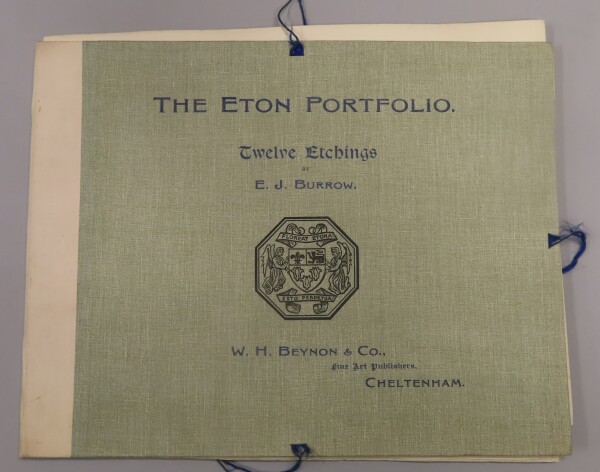 THE ETON PORTFOLIO.
Twelve Etchings
BY
E. J. BURROW.
FLOREAT ETONA
ESTO PERPETUA
W. H. BEYNON & CO.,
Fine Art Publishers,
CHELTENHAM.